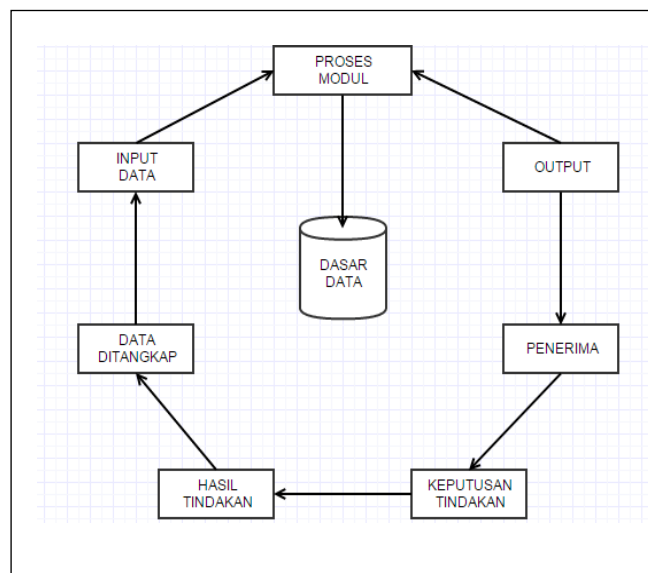 PROSES
MODUL
INPUT
DATA
OUTPUT
DASAR
DATA
DATA
DITANGKAP
PENERIMA
HASIL
TINDAKAN
KEPUTUSAN
TINDAKAN